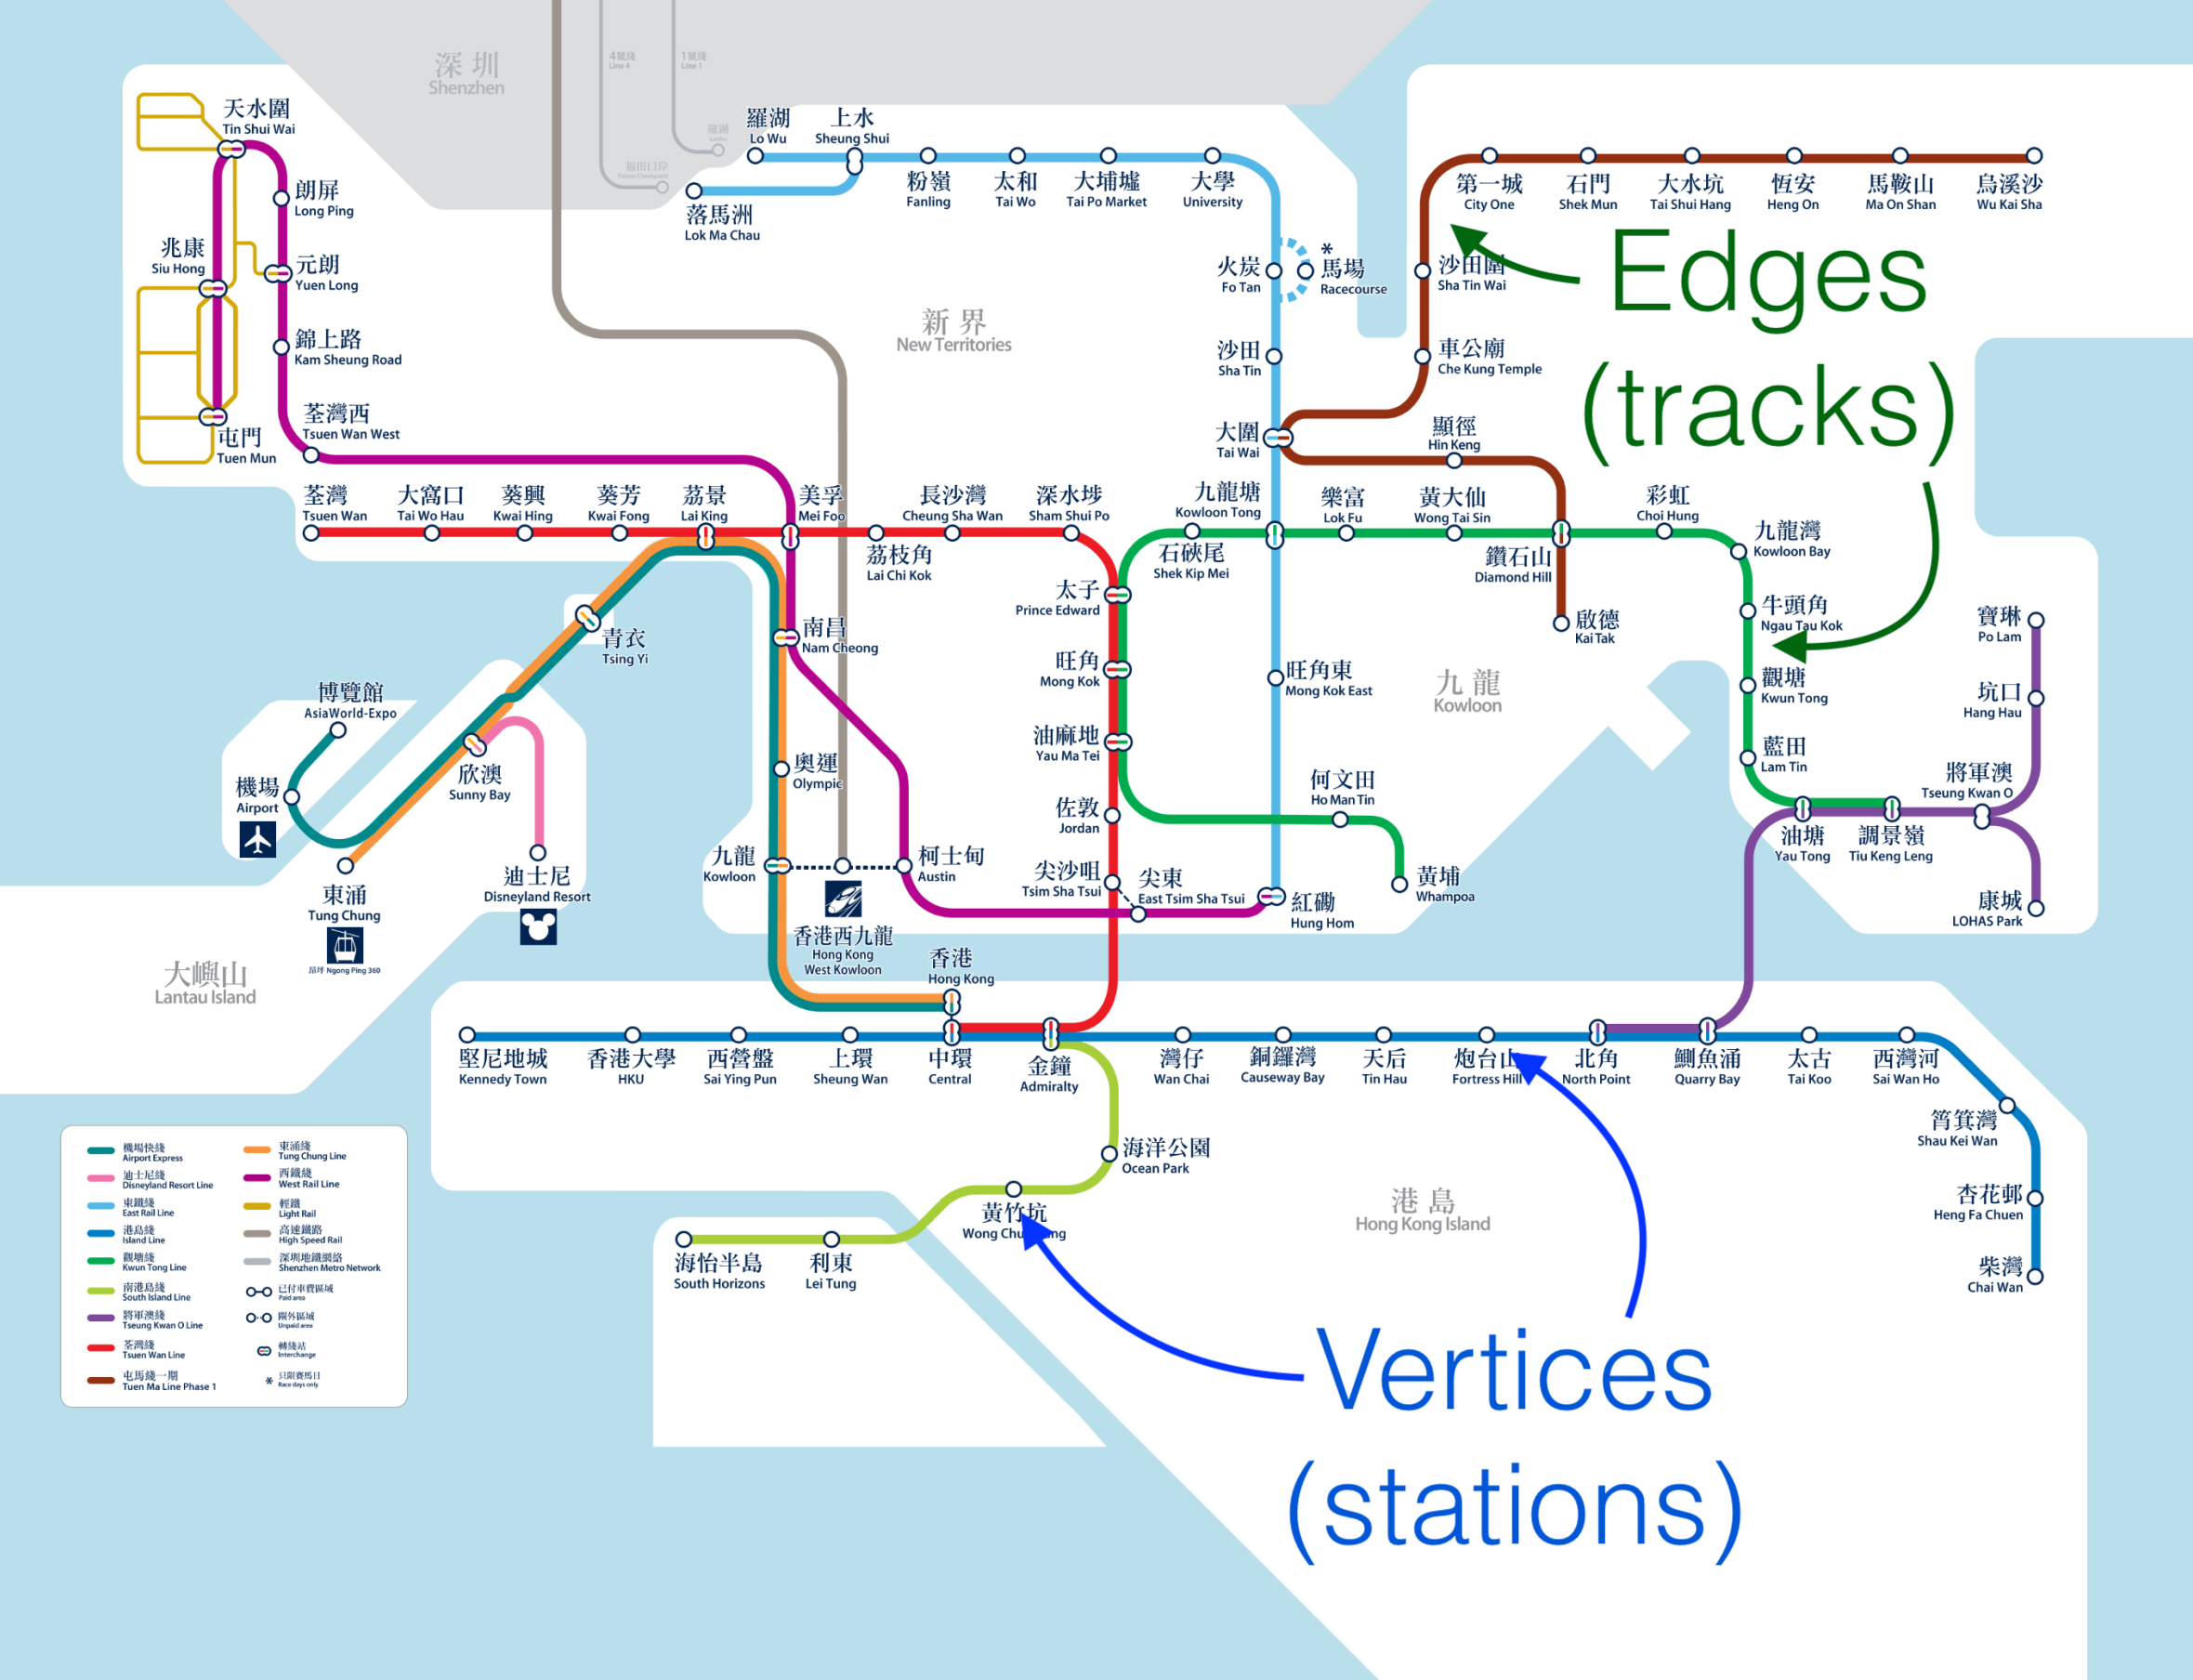 深圳
Shenzhen
4號綫
Line 4
1號綫
Line 1
羅湖
Luohu
福田口岸
Futian Checkpoint
天水圍
Tin Shui Wai
朗屏
Long Ping
兆康
Siu Hong
元朗
Yuen Long
錦上路
Kam Sheung Road
荃灣西
Tsuen Wan West
屯門
Tuen Mun
羅湖
Lo Wu
上水
Sheung Shui
落馬洲
Lok Ma Chau
粉嶺
Fanling
太和
Tai Wo
大埔墟
Tai Po Market
大學
University
火炭
Fo Tan
*
馬場
Racecourse
沙田
Sha Tin
大圍
Tai Wai
新界
New Territories
第一城
City One
石門
Shek Mun
大水坑
Tai Shui Hang
恆安
Heng On
馬鞍山
Ma On Shan
烏溪沙
Wu Kai Sha
沙田圍
Sha Tin Wai
車公廟
Che Kung Temple
顯徑
Hin Keng
Edges
(tracks)
荃灣
Tsuen Wan
大窩口
Tai Wo Hau
葵興
Kwai Hing
葵芳
Kwai Fong
荔景
Lai King
美孚
Mei Foo
荔枝角
Lai Chi Kok
長沙灣
Cheung Sha Wan
深水埗
Sham Shui Po
九龍塘
Kowloon Tong
石硤尾
Shek Kip Mei
樂富
Lok Fu
黃大仙
Wong Tai Sin
鑽石山
Diamond Hill
彩虹
Choi Hung
九龍灣
Kowloon Bay
牛頭角
Ngau Tau Kok
啟德
Kai Tak
觀塘
Kwun Tong
藍田
Lam Tin
油塘
Yau Tong
調景嶺
Tiu Keng Leng
將軍澳
Tseung Kwan O
寶琳
Po Lam
坑口
Hang Hau
康城
LOHAS Park
太子
Prince Edward
旺角
Mong Kok
油麻地
Yau Ma Tei
佐敦
Jordan
尖沙咀
Tsim Sha Tsui
尖東
East Tsim Sha Tsui
旺角東
Mong Kok East
九龍
Kowloon
何文田
Ho Man Tin
黃埔
Whampoa
紅磡
Hung Hom
青衣
Tsing Yi
南昌
Nam Cheong
奧運
Olympic
九龍
Kowloon
柯士甸
Austin
香港西九龍
Hong Kong
West Kowloon
博覽館
AsiaWorld-Expo
機場
Airport
欣澳
Sunny Bay
迪士尼
Disneyland Resort
東涌
Tung Chung
昂坪 Ngong Ping 360
大嶼山
Lantau Island
香港
Hong Kong
堅尼地城
Kennedy Town
香港大學
HKU
西營盤
Sai Ying Pun
上環
Sheung Wan
中環
Central
金鐘
Admiralty
灣仔
Wan Chai
銅鑼灣
Causeway Bay
天后
Tin Hau
炮台山
Fortress Hill
北角
North Point
鰂魚涌
Quarry Bay
太古
Tai Koo
西灣河
Sai Wan Ho
筲箕灣
Shau Kei Wan
杏花邨
Heng Fa Chuen
柴灣
Chai Wan
海洋公園
Ocean Park
黃竹坑
海怡半島
South Horizons
利東
Lei Tung
港島
Hong Kong Island
Vertices
(stations)
機場快綫
Airport Express
迪士尼綫
Disneyland Resort Line
東鐵綫
East Rail Line
港島綫
Island Line
觀塘綫
Kwun Tong Line
南港島綫
South Island Line
將軍澳綫
Tseung Kwan O Line
荃灣綫
Tsuen Wan Line
屯馬綫一期
Tuen Ma Line Phase 1
東涌綫
Tung Chung Line
西鐵綫
West Rail Line
輕鐵
Light Rail
高速鐵路
High Speed Rail
深圳地鐵網絡
Shenzhen Metro Network
已付車費區域
Paid area
閘外區域
Unpaid area
轉綫站
Interchange
* 只限賽馬日
Race days only